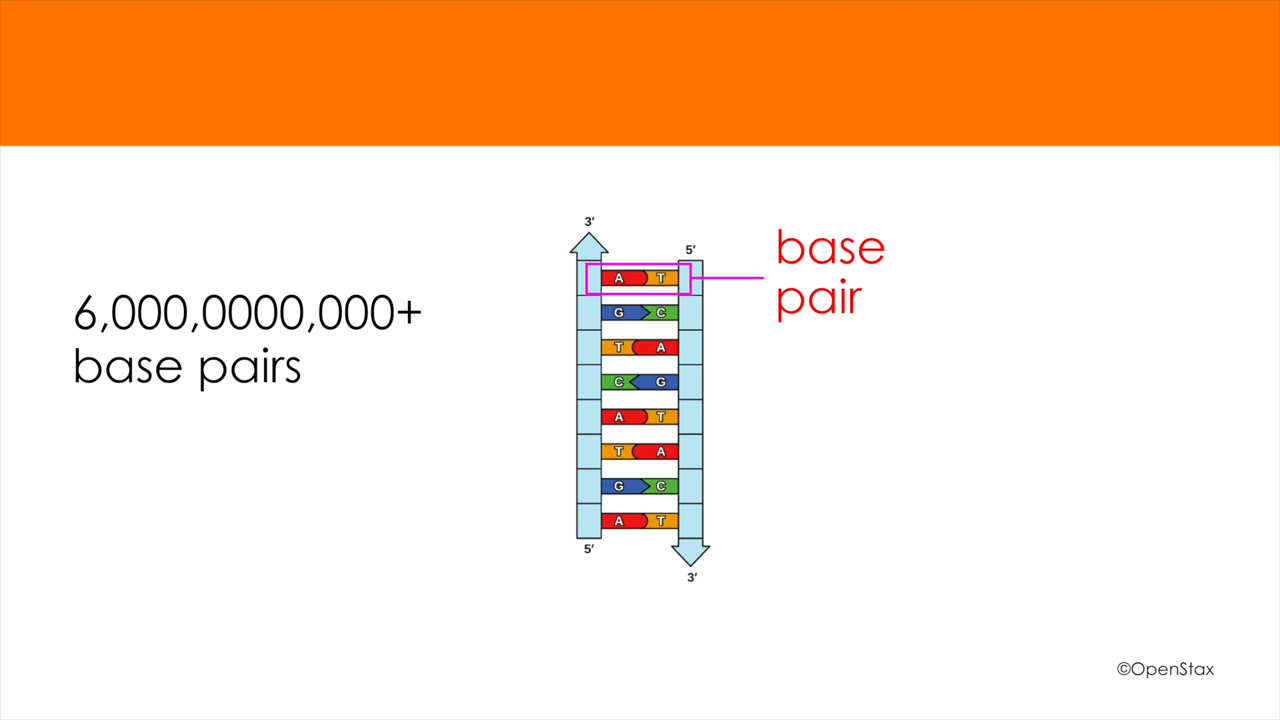 6,000,0000,000+
base pairs
3′
5′
A T
G C
T A
C G
A T
T A
G C
A T
5′
3′
base
pair
©OpenStax